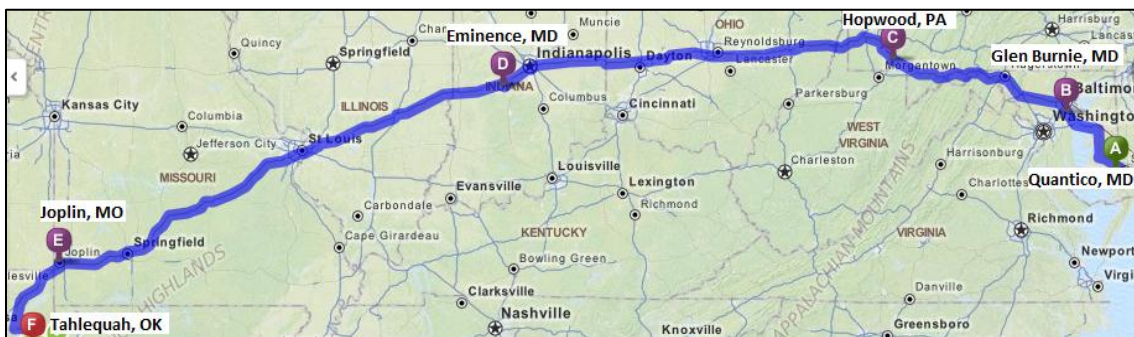 Hopwood, PA
Eminence, MD
Glen Burnie, MD
Quantico, MD
Joplin, MO
Tahlequah, OK
A
B
C
D
E
F
OHIO
Muncie
Harrisburg
Quincy
Springfield
Indianapolis
Dayton
Reynoldsburg
Lancaster
Morgantown
Kansas City
ILLINOIS
INDIANA
Columbus
Cincinnati
Parkersburg
Columbia
Jefferson City
St Louis
MISSOURI
WEST
VIRGINIA
Washington
Harrisonburg
Louisville
Charleston
Evansville
Lexington
Richmond
Carbondale
Cape Girardeau
KENTUCKY
VIRGINIA
Richmond
Joplin
Springfield
Bowling Green
HIGHLANDS
APPALACHIAN MOUNTAINS
Clarksville
Nashville
Knoxville
Danville
Greensboro